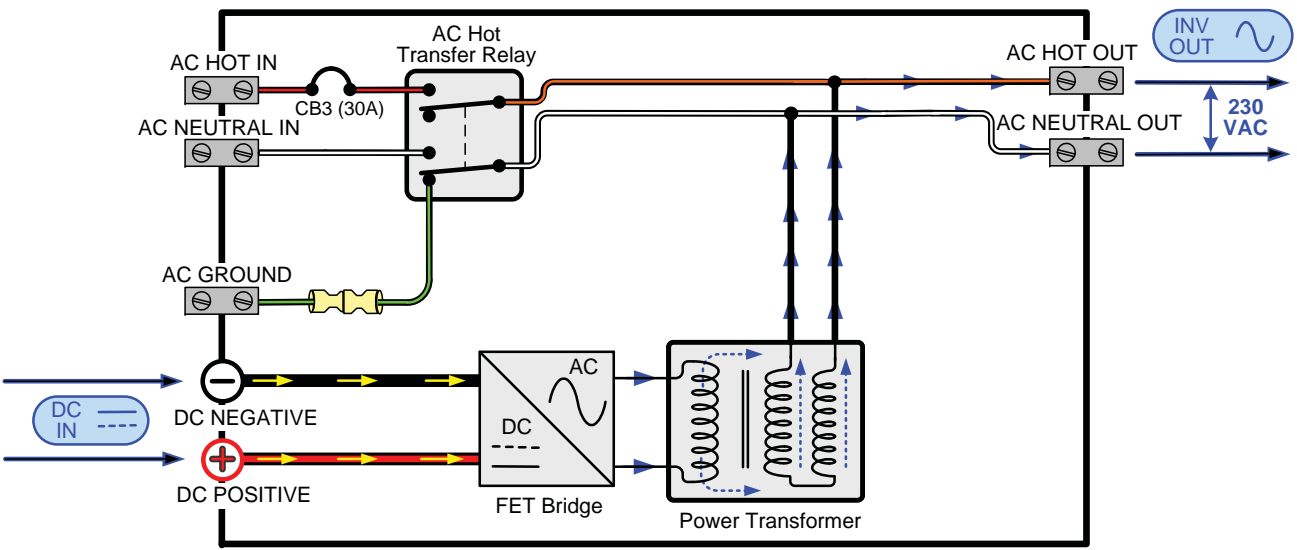 AC Hot
Transfer Relay
INV
OUT
AC HOT IN
AC HOT OUT
CB3 (30A)
230
VAC
AC NEUTRAL IN
AC NEUTRAL OUT
AC GROUND
DC
IN
DC NEGATIVE
DC POSITIVE
AC
DC
FET Bridge
Power Transformer